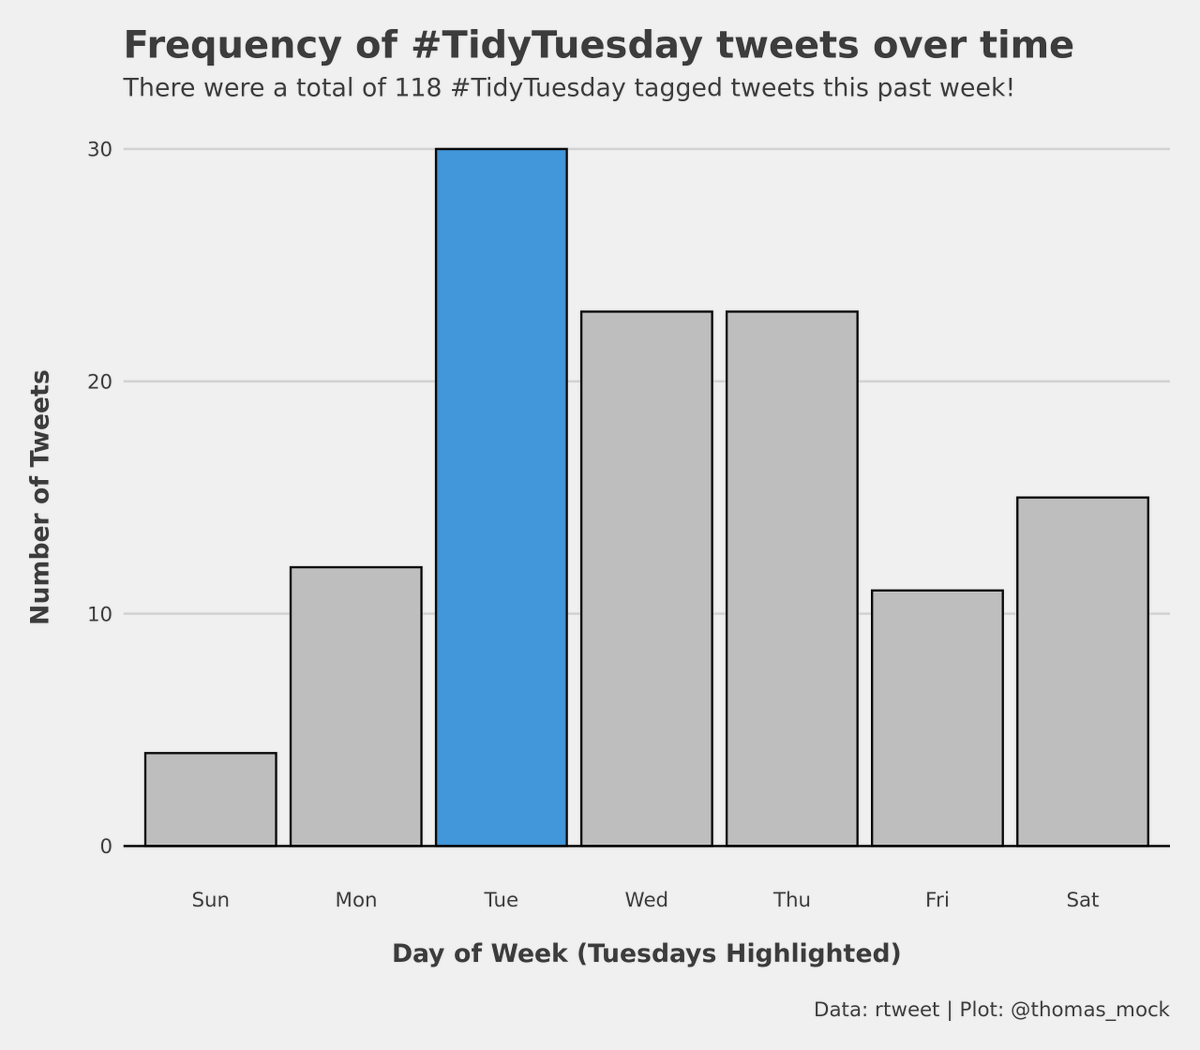 Frequency of #TidyTuesday tweets over time
There were a total of 118 #TidyTuesday tagged tweets this past week!
Number of Tweets
30
20
10
0
Sun Mon Tue Wed Thu Fri Sat
Day of Week (Tuesdays Highlighted)
Data: rtweet | Plot: @thomas_mock